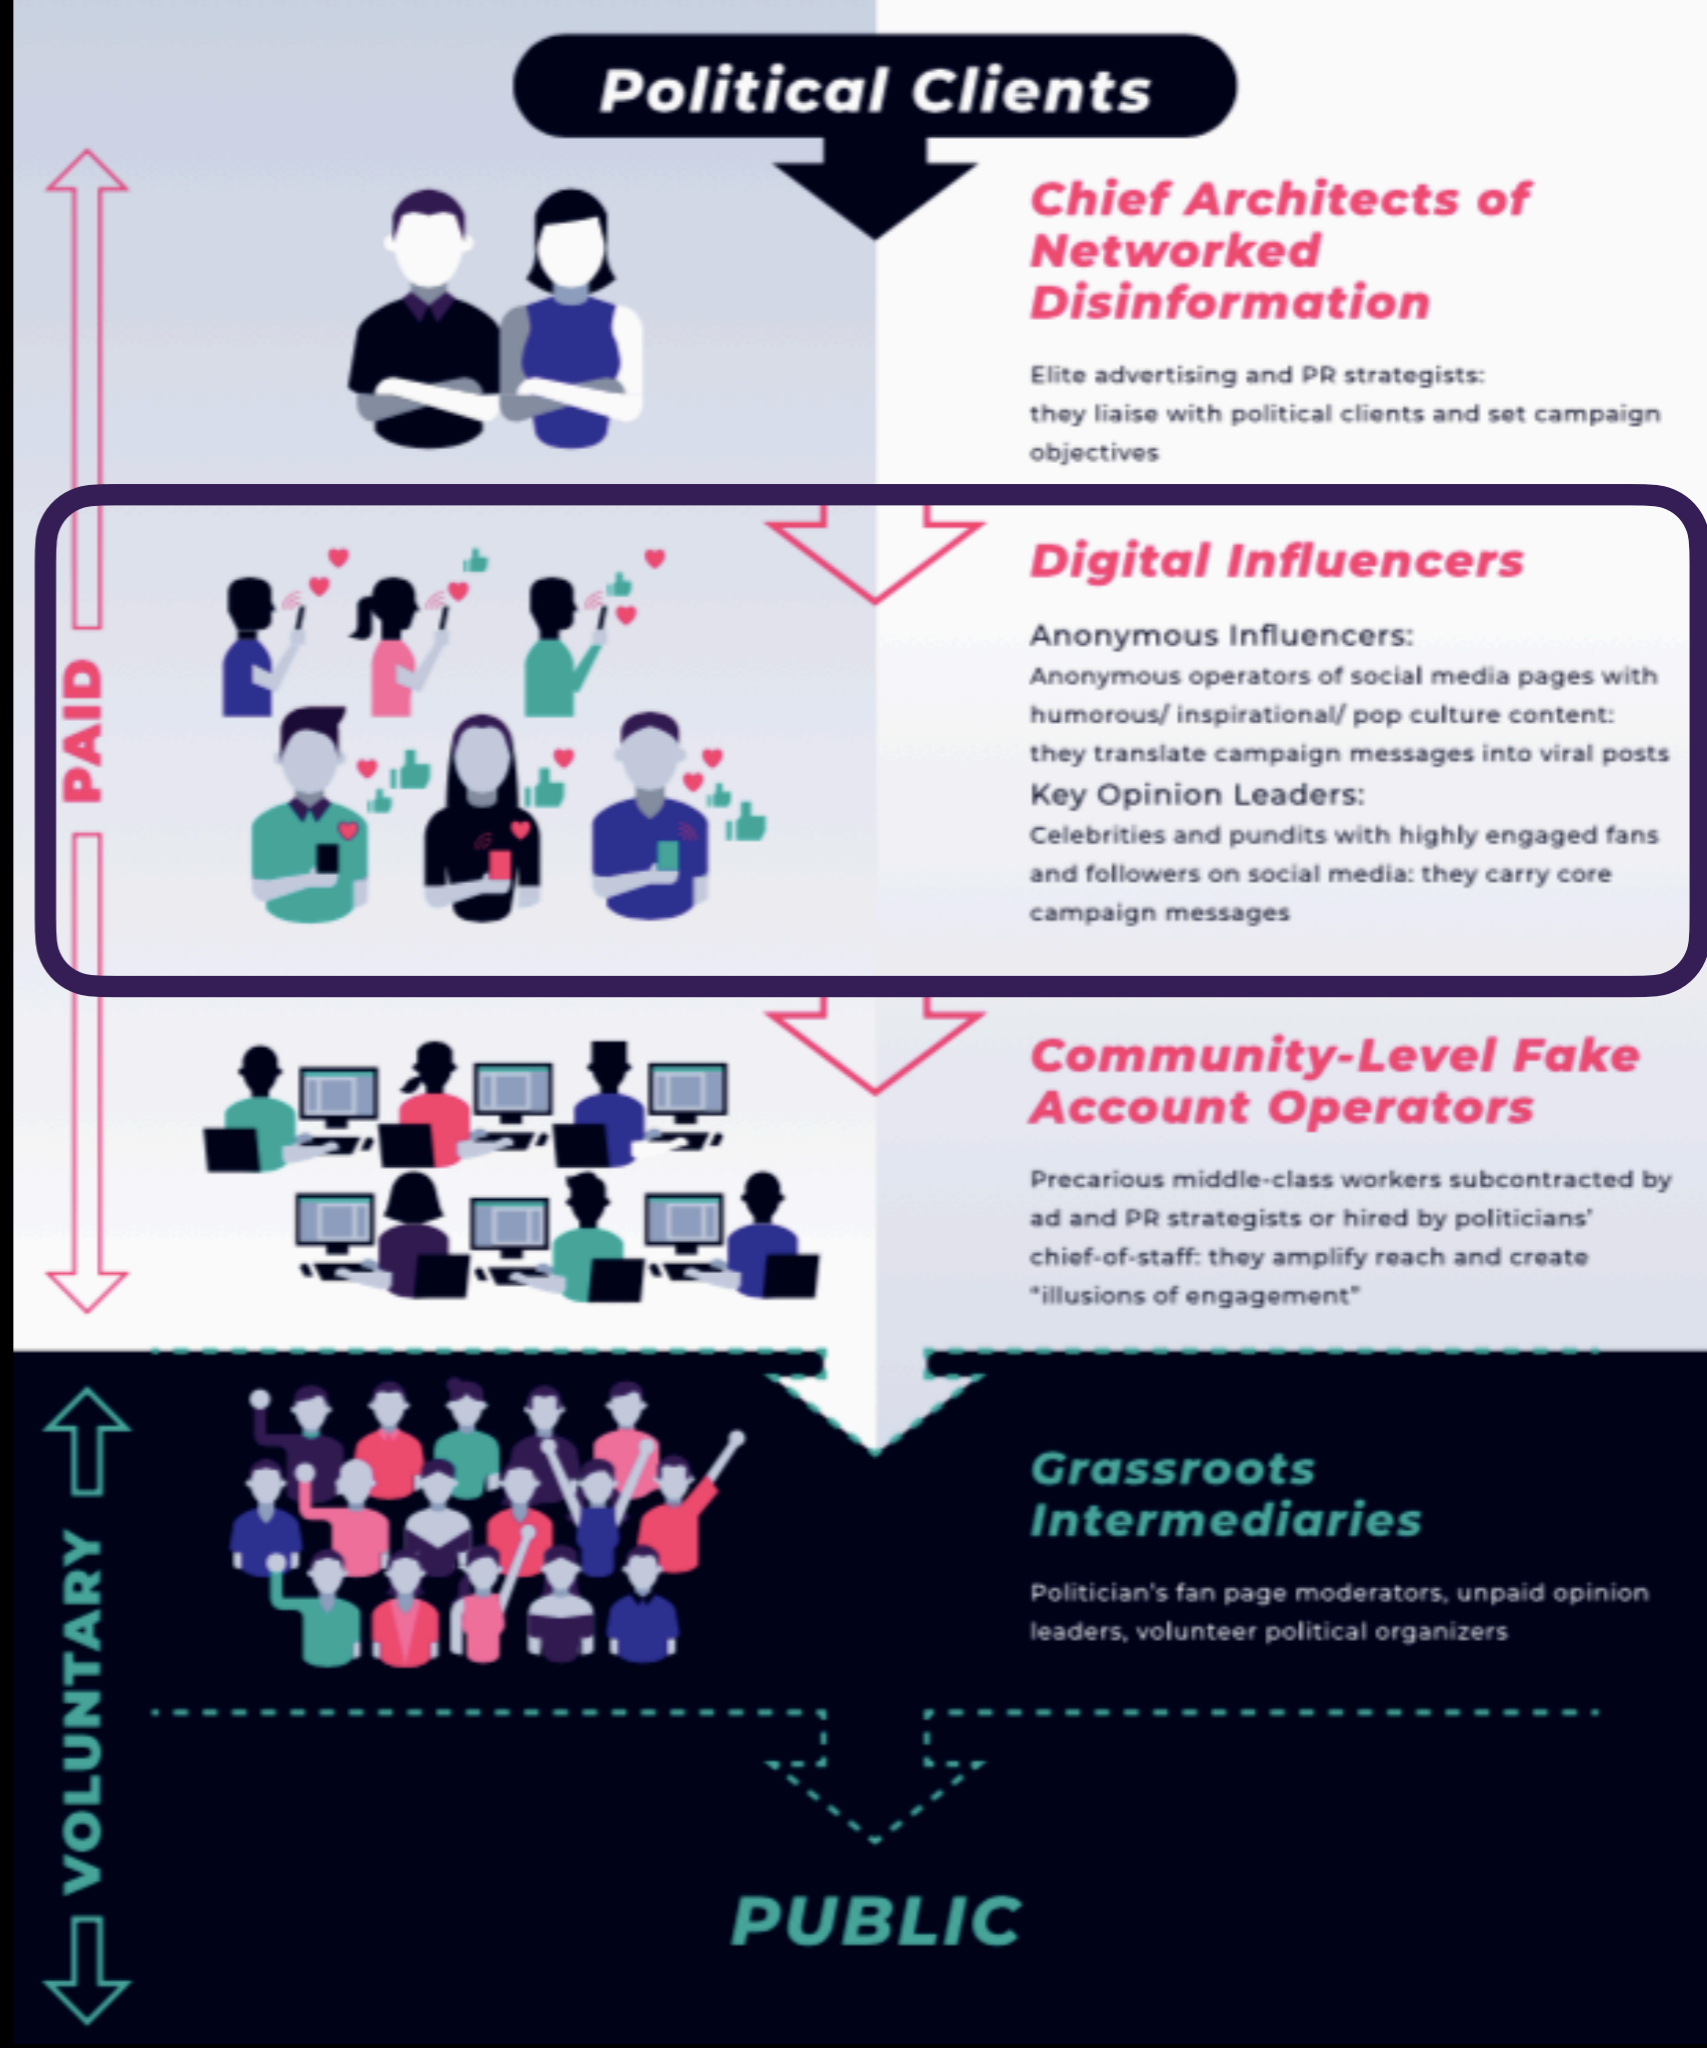 Political Clients
Chief Architects of
Networked
Disinformation
Elite advertising and PR strategists:
they liaise with political clients and set campaign
objectives
PAID
Digital Influencers
Anonymous Influencers:
Anonymous operators of social media pages with
humorous/ inspirational/ pop culture content:
they translate campaign messages into viral posts
Key Opinion Leaders:
Celebrities and pundits with highly engaged fans
and followers on social media: they carry core
campaign messages
Community-Level Fake
Account Operators
Precarious middle-class workers subcontracted by
ad and PR strategists or hired by politicians’
chief-of-staff: they amplify reach and create
“illusions of engagement”
VOLUNTARY
Grassroots
Intermediaries
Politician’s fan page moderators, unpaid opinion
leaders, volunteer political organizers
PUBLIC